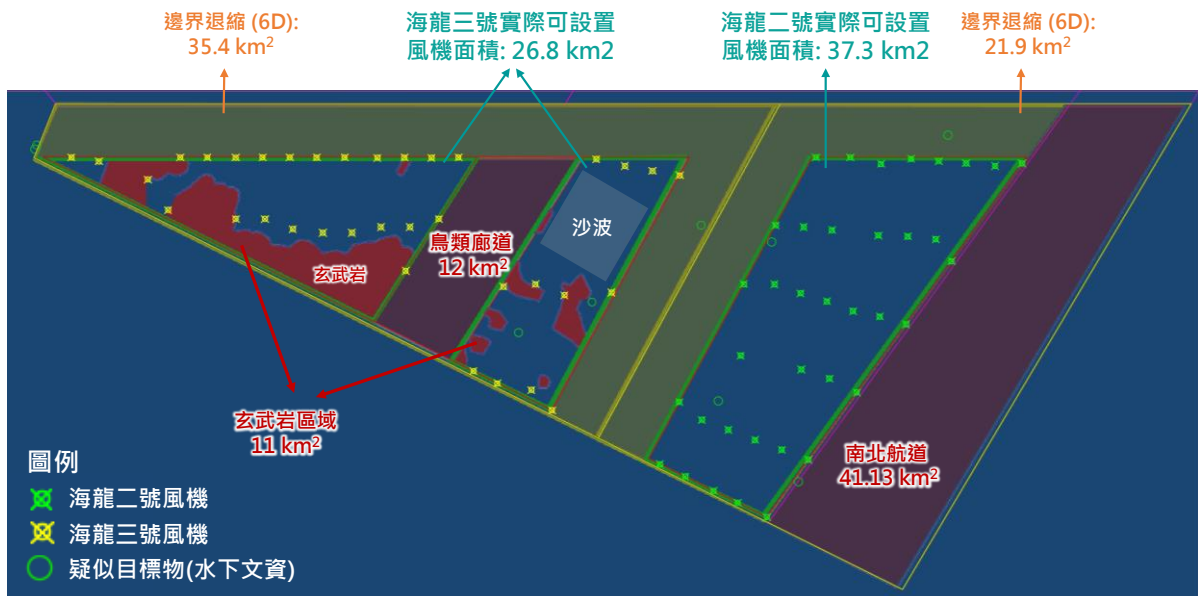 邊界退縮 (6D):
35.4 km²
海龍三號實際可設置
風機面積: 26.8 km2
海龍二號實際可設置
風機面積: 37.3 km2
邊界退縮 (6D):
21.9 km²
沙波
鳥類廊道
12 km²
玄武岩
玄武岩區域
11 km²
南北航道
41.13 km²
圖例
海龍二號風機
海龍三號風機
疑似目標物(水下文資)